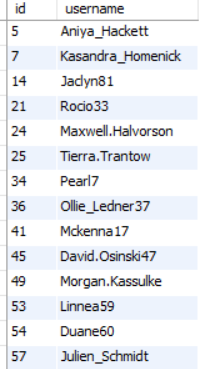 id username
5 Aniya_Hackett
7 Kasandra_Homenick
14 Jaclyn81
21 Rocio33
24 Maxwell.Halvorson
25 Tierra.Trantow
34 Pearl7
36 Ollie_Ledner37
41 Mckenna17
45 David.Osinski47
49 Morgan.Kassulke
53 Linnea59
54 Duane60
57 Julien_Schmidt